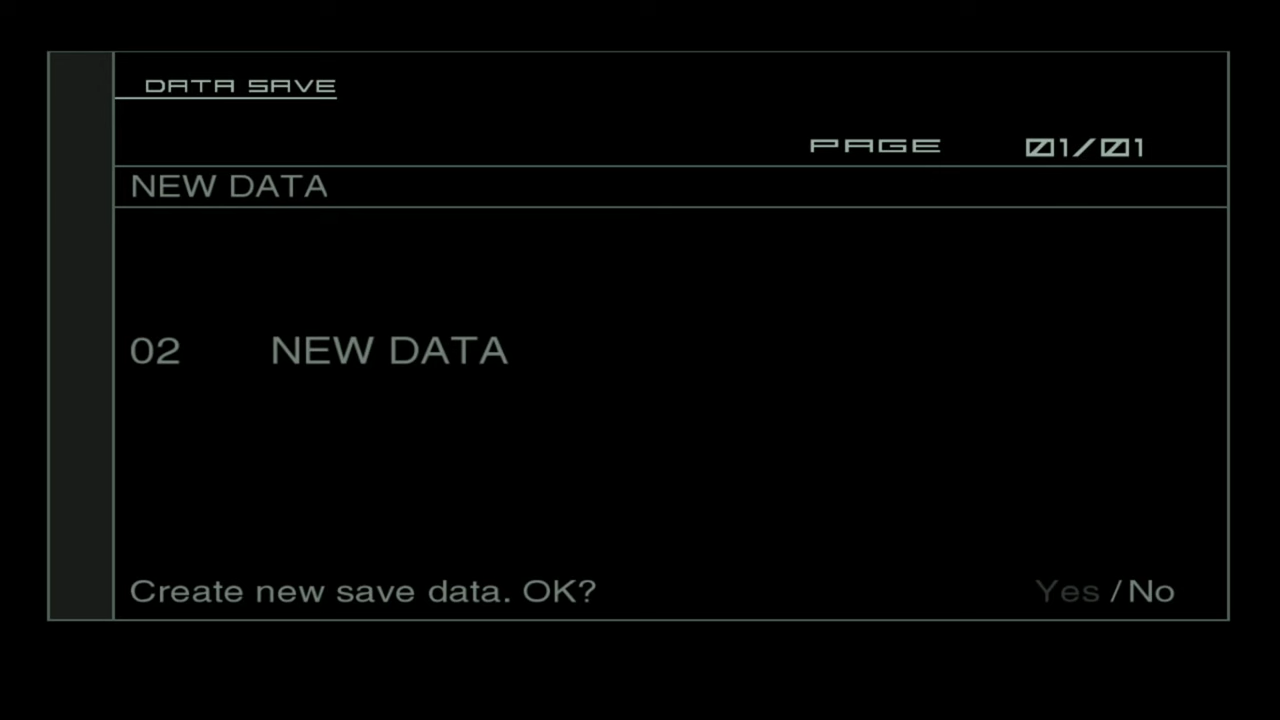 DATA SAVE
PAGE 01/01
NEW DATA
02 NEW DATA
Create new save data. OK? Yes / No